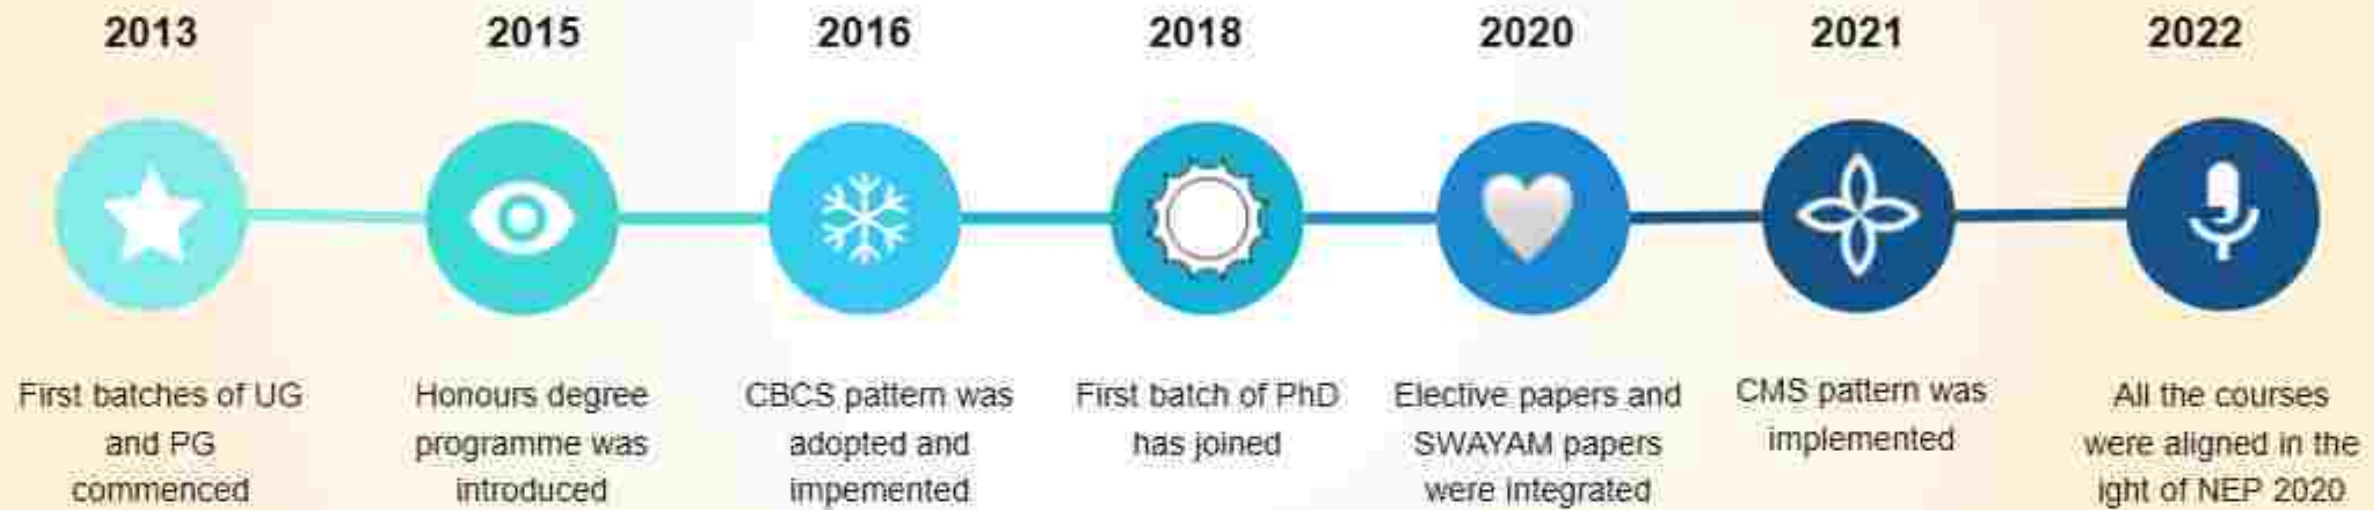 2013
First batches of UG
and PG
commenced
2015
Honours degree
programme was
introduced
2016
CBCS pattern was
adopted and
impemented
2018
First batch of PhD
has joined
2020
Elective papers and
SWAYAM papers
were integrated
2021
CMS pattern was
implemented
2022
All the courses
were aligned in the
ight of NEP 2020